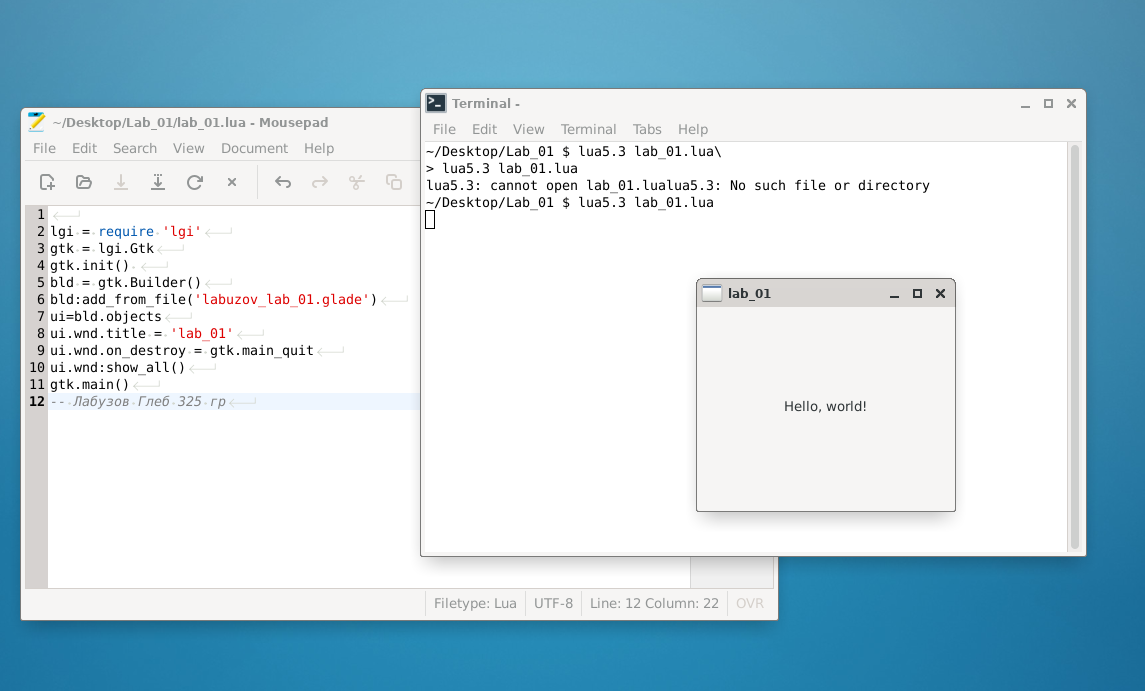 ~/Desktop/Lab_01/lab_01.lua - Mousepad
File Edit Search View Document Help
1
2 lgi = require 'lgi'
3 gtk = lgi.Gtk
4 gtk.init()
5 bld = gtk.Builder()
6 bld:add_from_file('labuzov_lab_01.glade')
7 ui=bld.objects
8 ui.wnd.title = 'lab_01'
9 ui.wnd.on_destroy = gtk.main_quit
10 ui.wnd:show_all()
11 gtk.main()
12 -- Лабузов Глеб 325 гр
Filetype: Lua UTF-8 Line: 12 Column: 22 OVR
Terminal -
File Edit View Terminal Tabs Help
~/Desktop/Lab_01 $ lua5.3 lab_01.lua\
> lua5.3 lab_01.lua
lua5.3: cannot open lab_01.lualua5.3: No such file or directory
~/Desktop/Lab_01 $ lua5.3 lab_01.lua
lab_01
Hello, world!